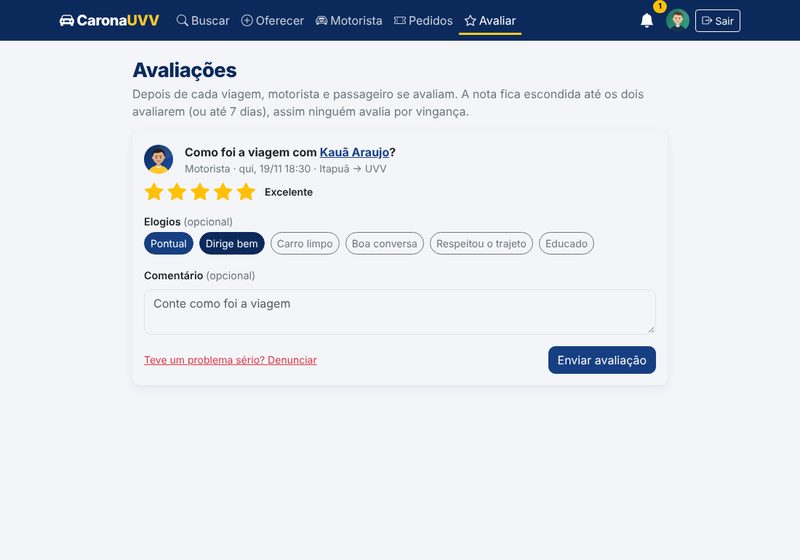 CaronaUVV Buscar Oferecer Motorista Pedidos Avaliar 1 Sair
Avaliações
Depois de cada viagem, motorista e passageiro se avaliam. A nota fica escondida até os dois
avaliarem (ou até 7 dias), assim ninguém avalia por vingança.
Como foi a viagem com Kauã Araujo?
Motorista · qui, 19/11 18:30 · Itapuã → UVV
Excelente
Elogios (opcional)
Pontual Dirige bem Carro limpo Boa conversa Respeitou o trajeto Educado
Comentário (opcional)
Conte como foi a viagem
Teve um problema sério? Denunciar Enviar avaliação